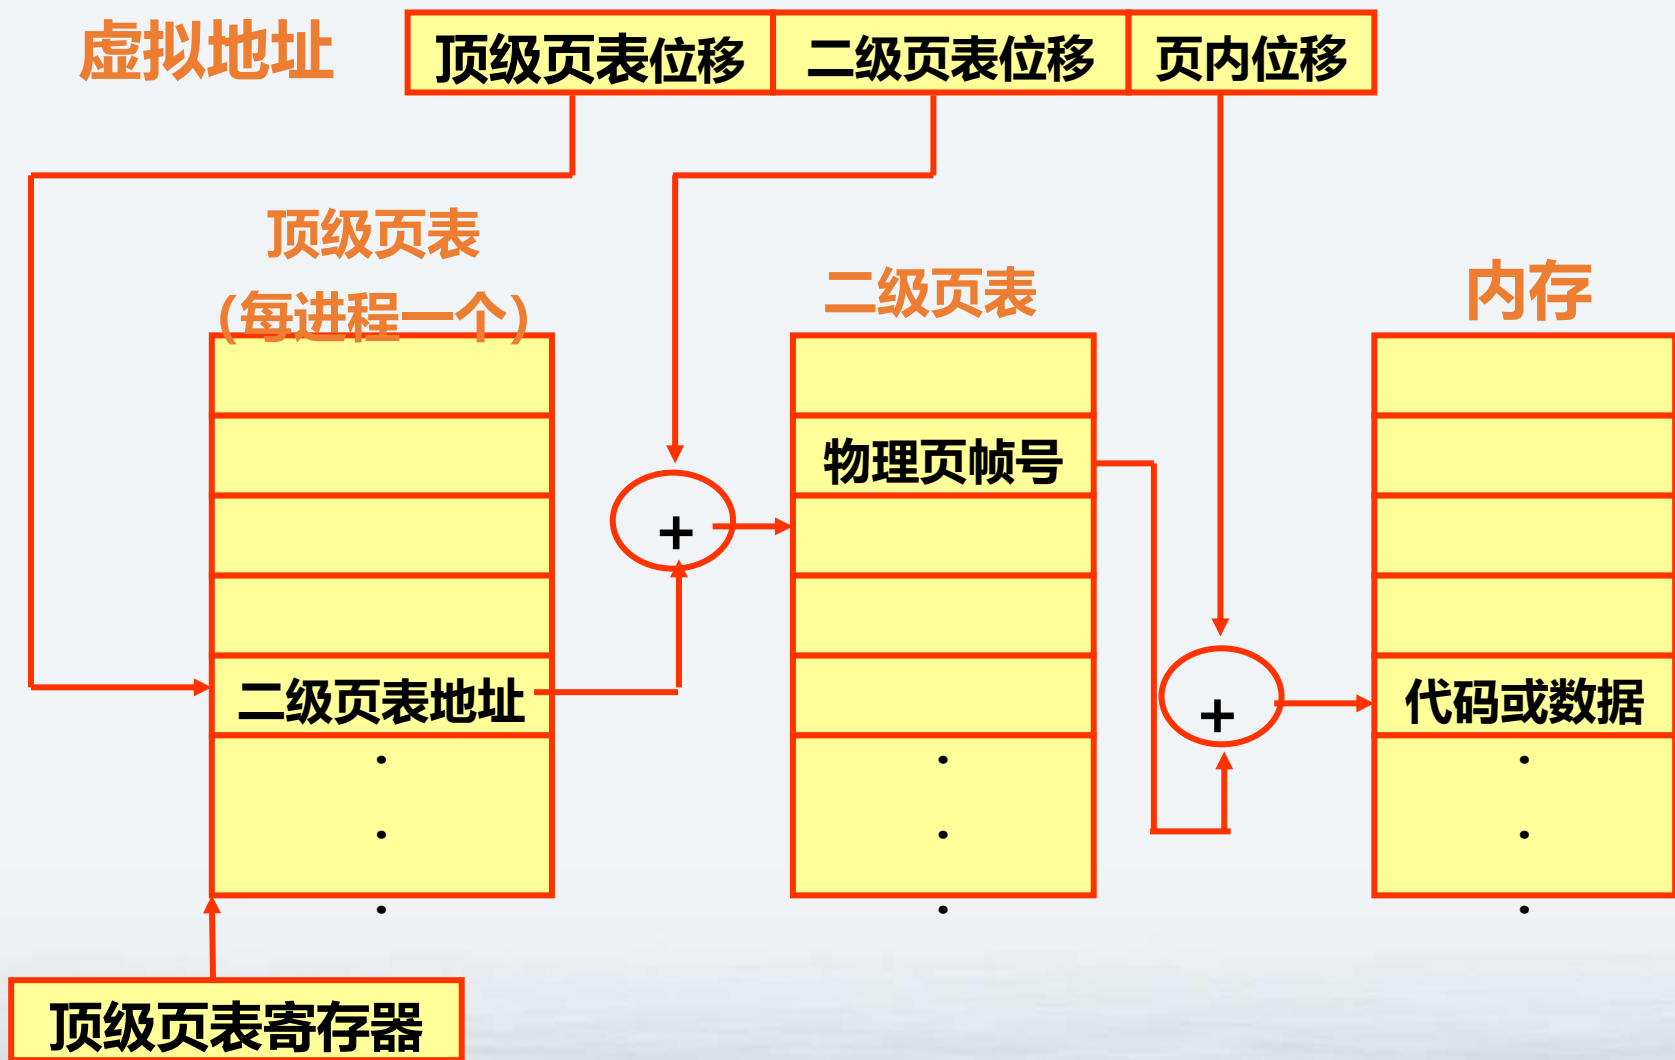 虚拟地址
顶级页表位移 二级页表位移 页内位移
顶级页表
(每进程一个)
二级页表
内存
物理页帧号
+
二级页表地址
+
代码或数据
. . .
. . .
. . .
顶级页表寄存器